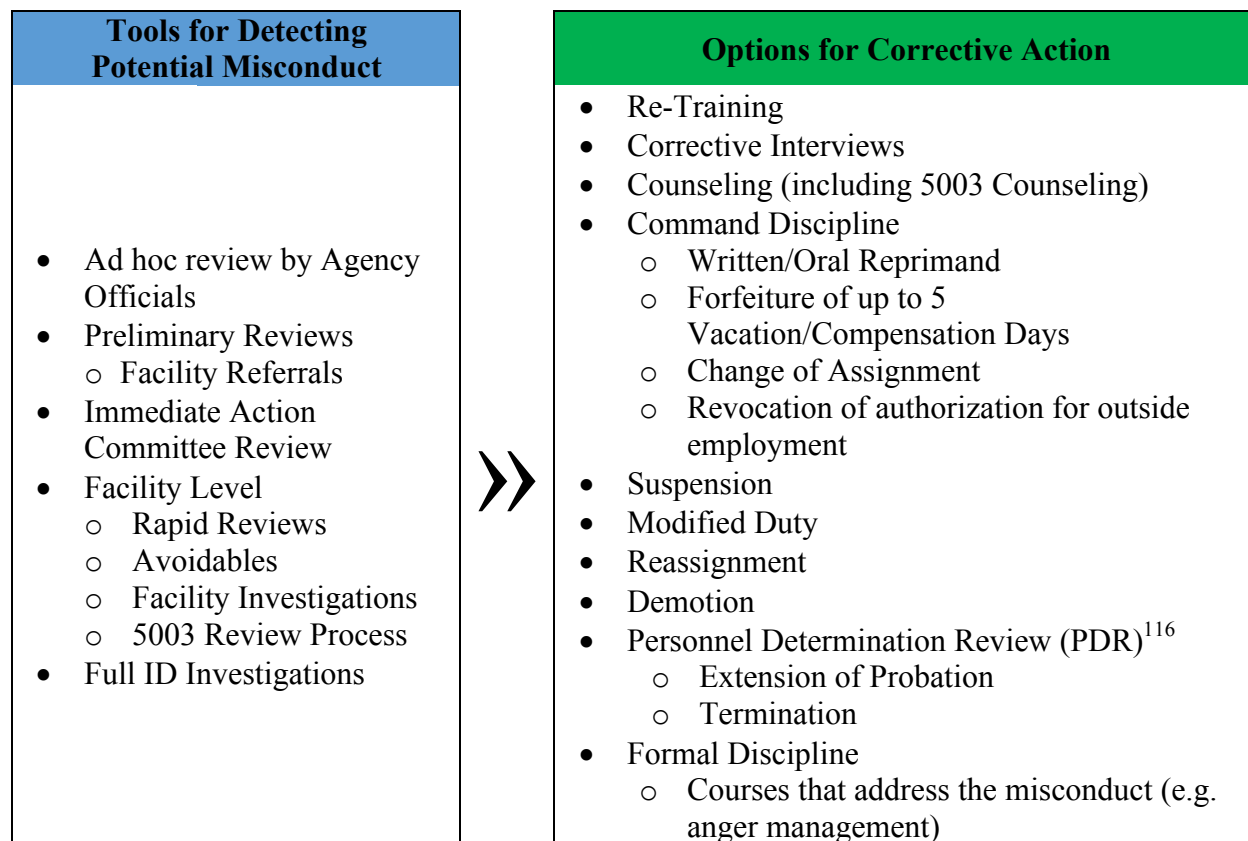 Tools for Detecting
Potential Misconduct
• Ad hoc review by Agency
Officials
• Preliminary Reviews
o Facility Referrals
• Immediate Action
Committee Review
• Facility Level
o Rapid Reviews
o Avoidables
o Facility Investigations
o 5003 Review Process
• Full ID Investigations
»
Options for Corrective Action
• Re-Training
• Corrective Interviews
• Counseling (including 5003 Counseling)
• Command Discipline
o Written/Oral Reprimand
o Forfeiture of up to 5
Vacation/Compensation Days
o Change of Assignment
o Revocation of authorization for outside
employment
• Suspension
• Modified Duty
• Reassignment
• Demotion
• Personnel Determination Review (PDR)116
o Extension of Probation
o Termination
• Formal Discipline
o Courses that address the misconduct (e.g.
anger management)